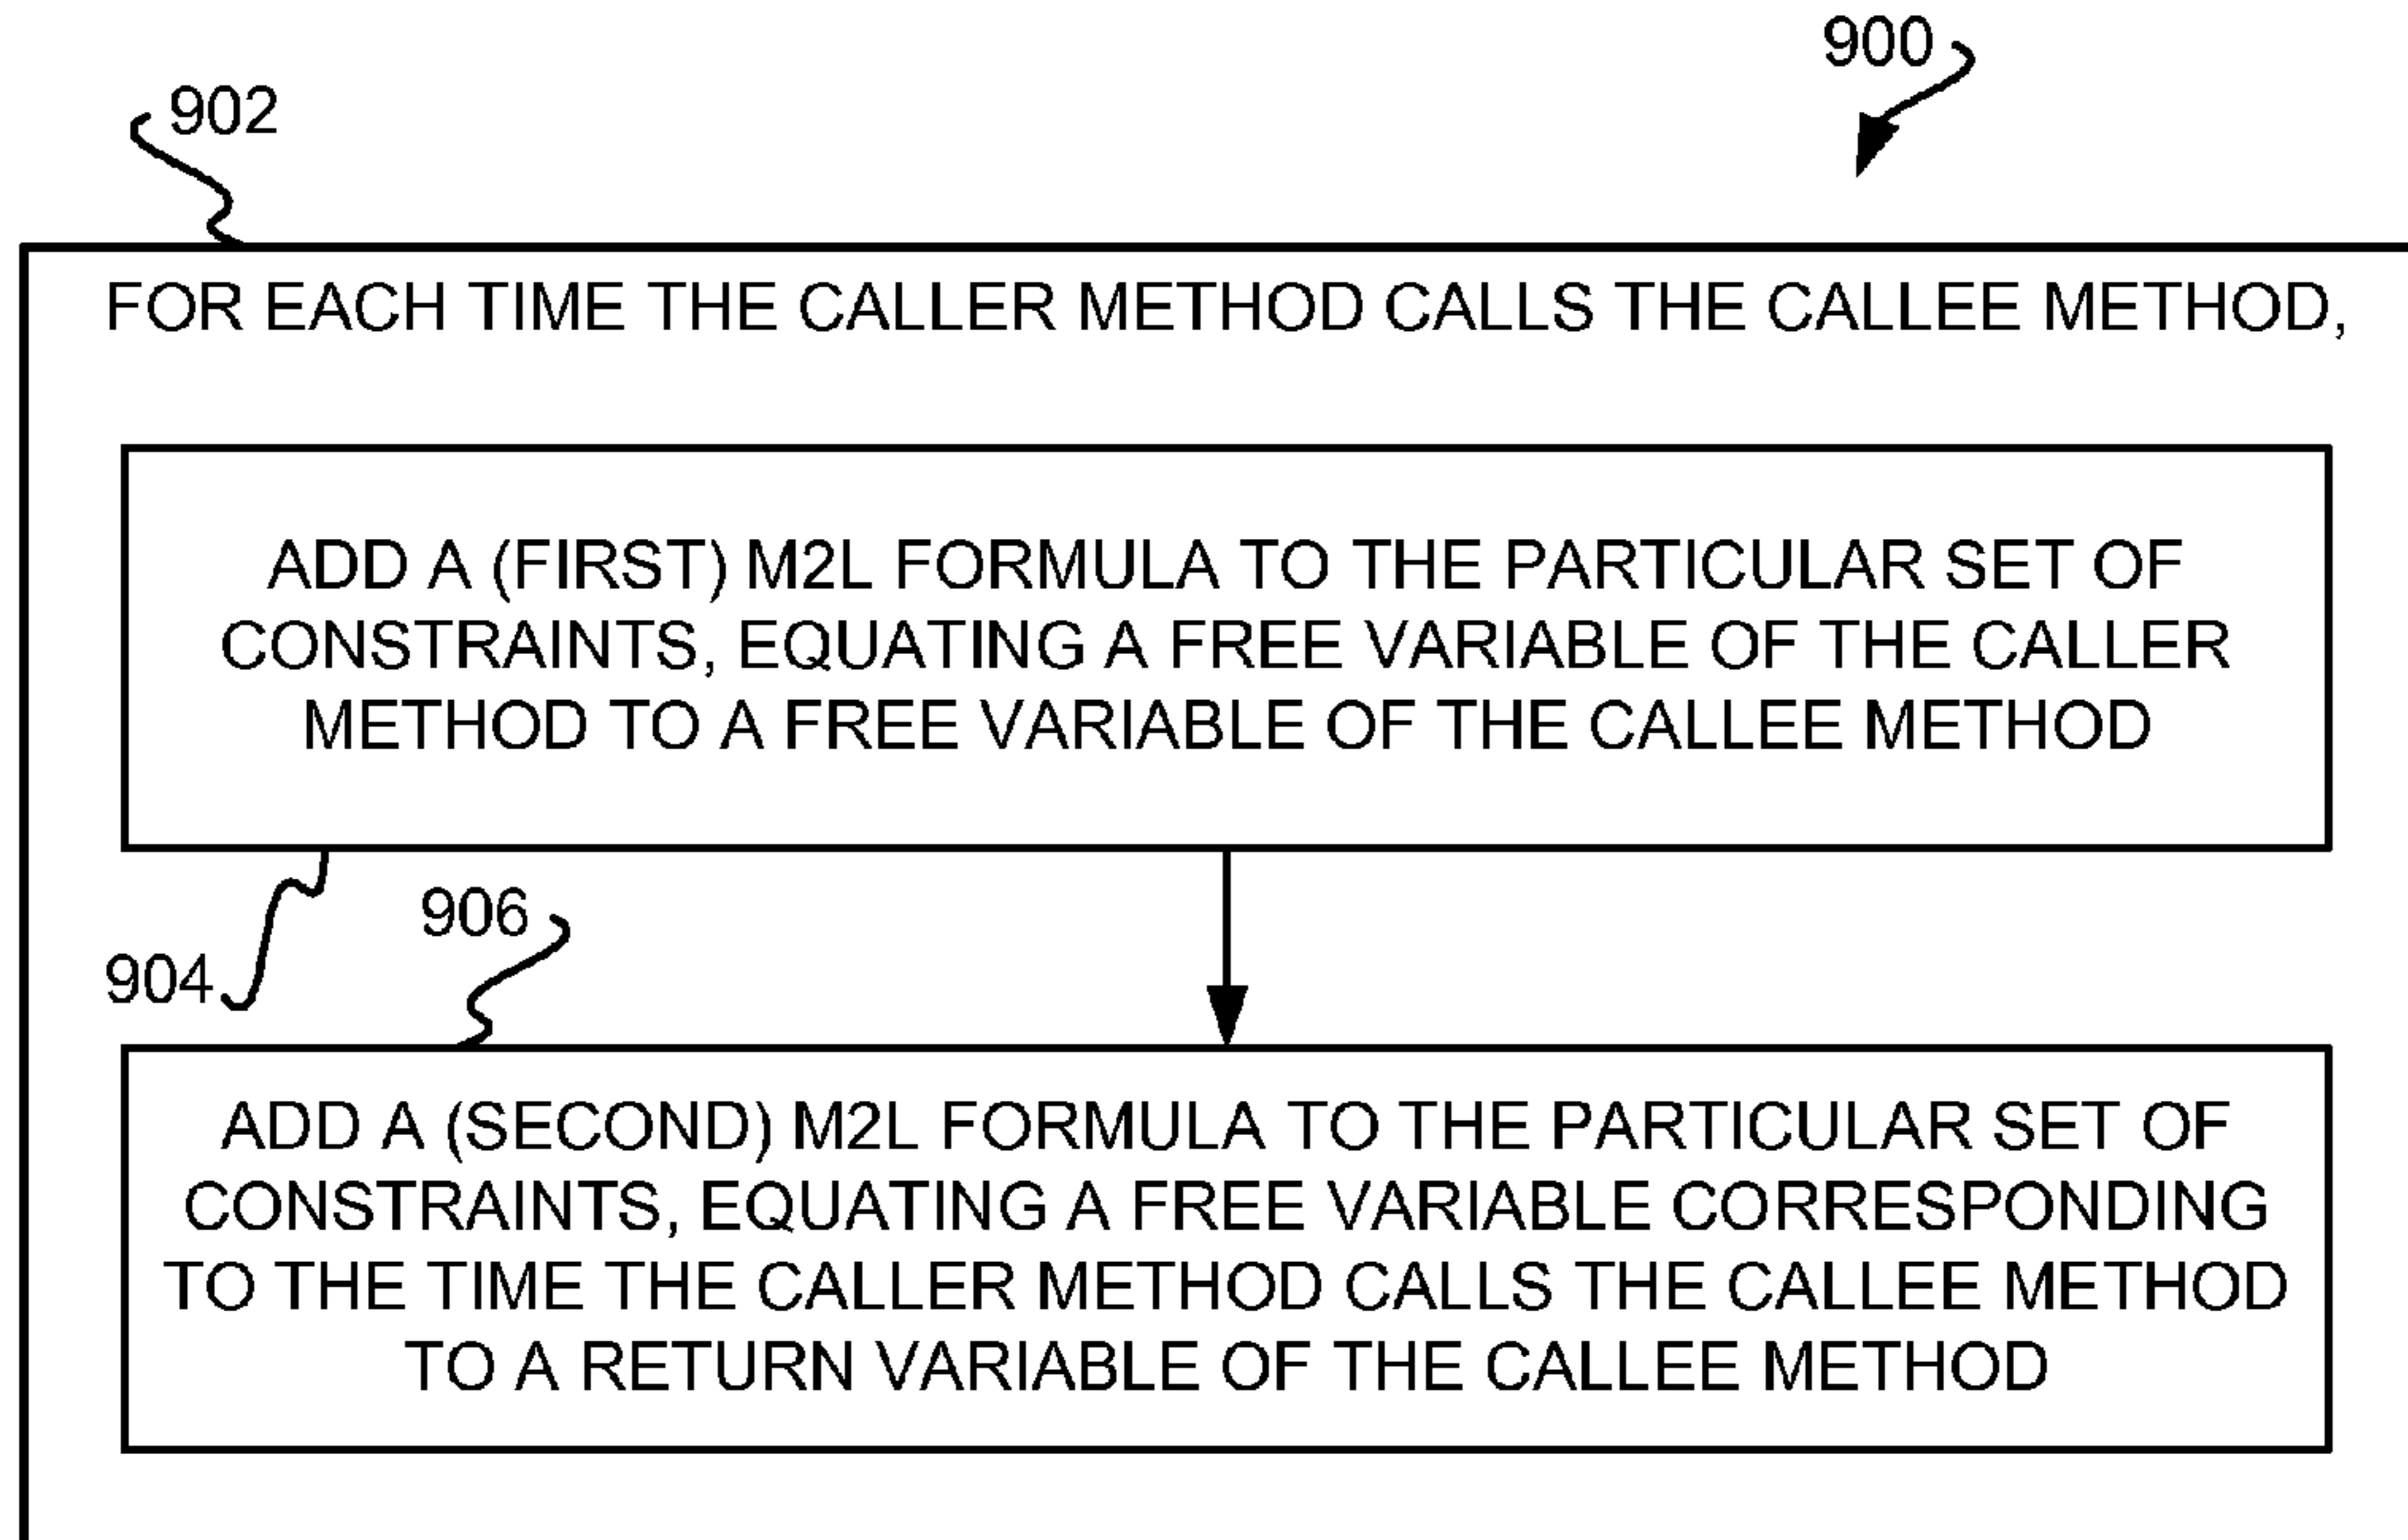 900
902
FOR EACH TIME THE CALLER METHOD CALLS THE CALLEE METHOD,
ADD A (FIRST) M2L FORMULA TO THE PARTICULAR SET OF
CONSTRAINTS, EQUATING A FREE VARIABLE OF THE CALLER
METHOD TO A FREE VARIABLE OF THE CALLEE METHOD
906
904
ADD A (SECOND) M2L FORMULA TO THE PARTICULAR SET OF
CONSTRAINTS, EQUATING A FREE VARIABLE CORRESPONDING
TO THE TIME THE CALLER METHOD CALLS THE CALLEE METHOD
TO A RETURN VARIABLE OF THE CALLEE METHOD